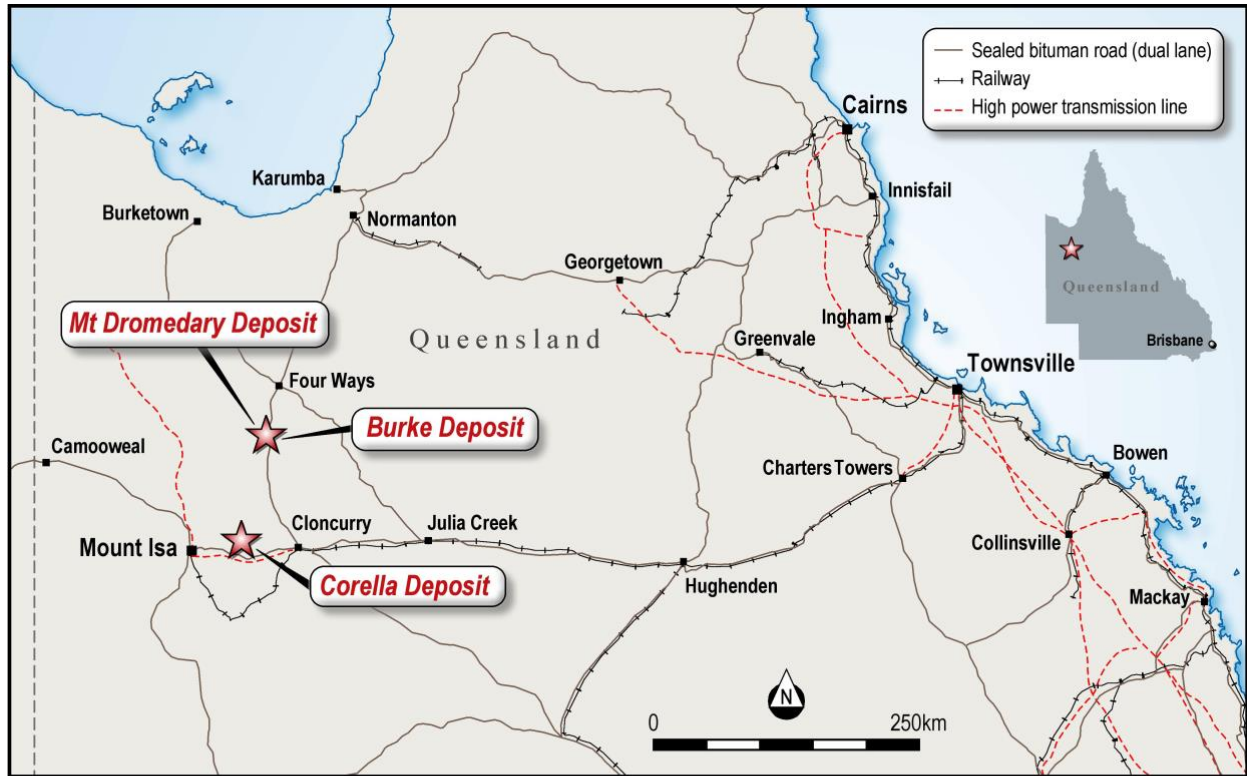 Sealed bituman road (dual lane)
Railway
High power transmission line
Cairns
Karumba
Innisfail
Burketown
Normanton
Georgetown
Queensland
Mt Dromedary Deposit
Ingham
Queensland
Greenvale
Brisbane
Townsville
Four Ways
Burke Deposit
Camooweal
Bowen
Charters Towers
Cloncurry
Julia Creek
Mount Isa
Collinsville
Corella Deposit
Hughenden
Mackay
N
0 250km